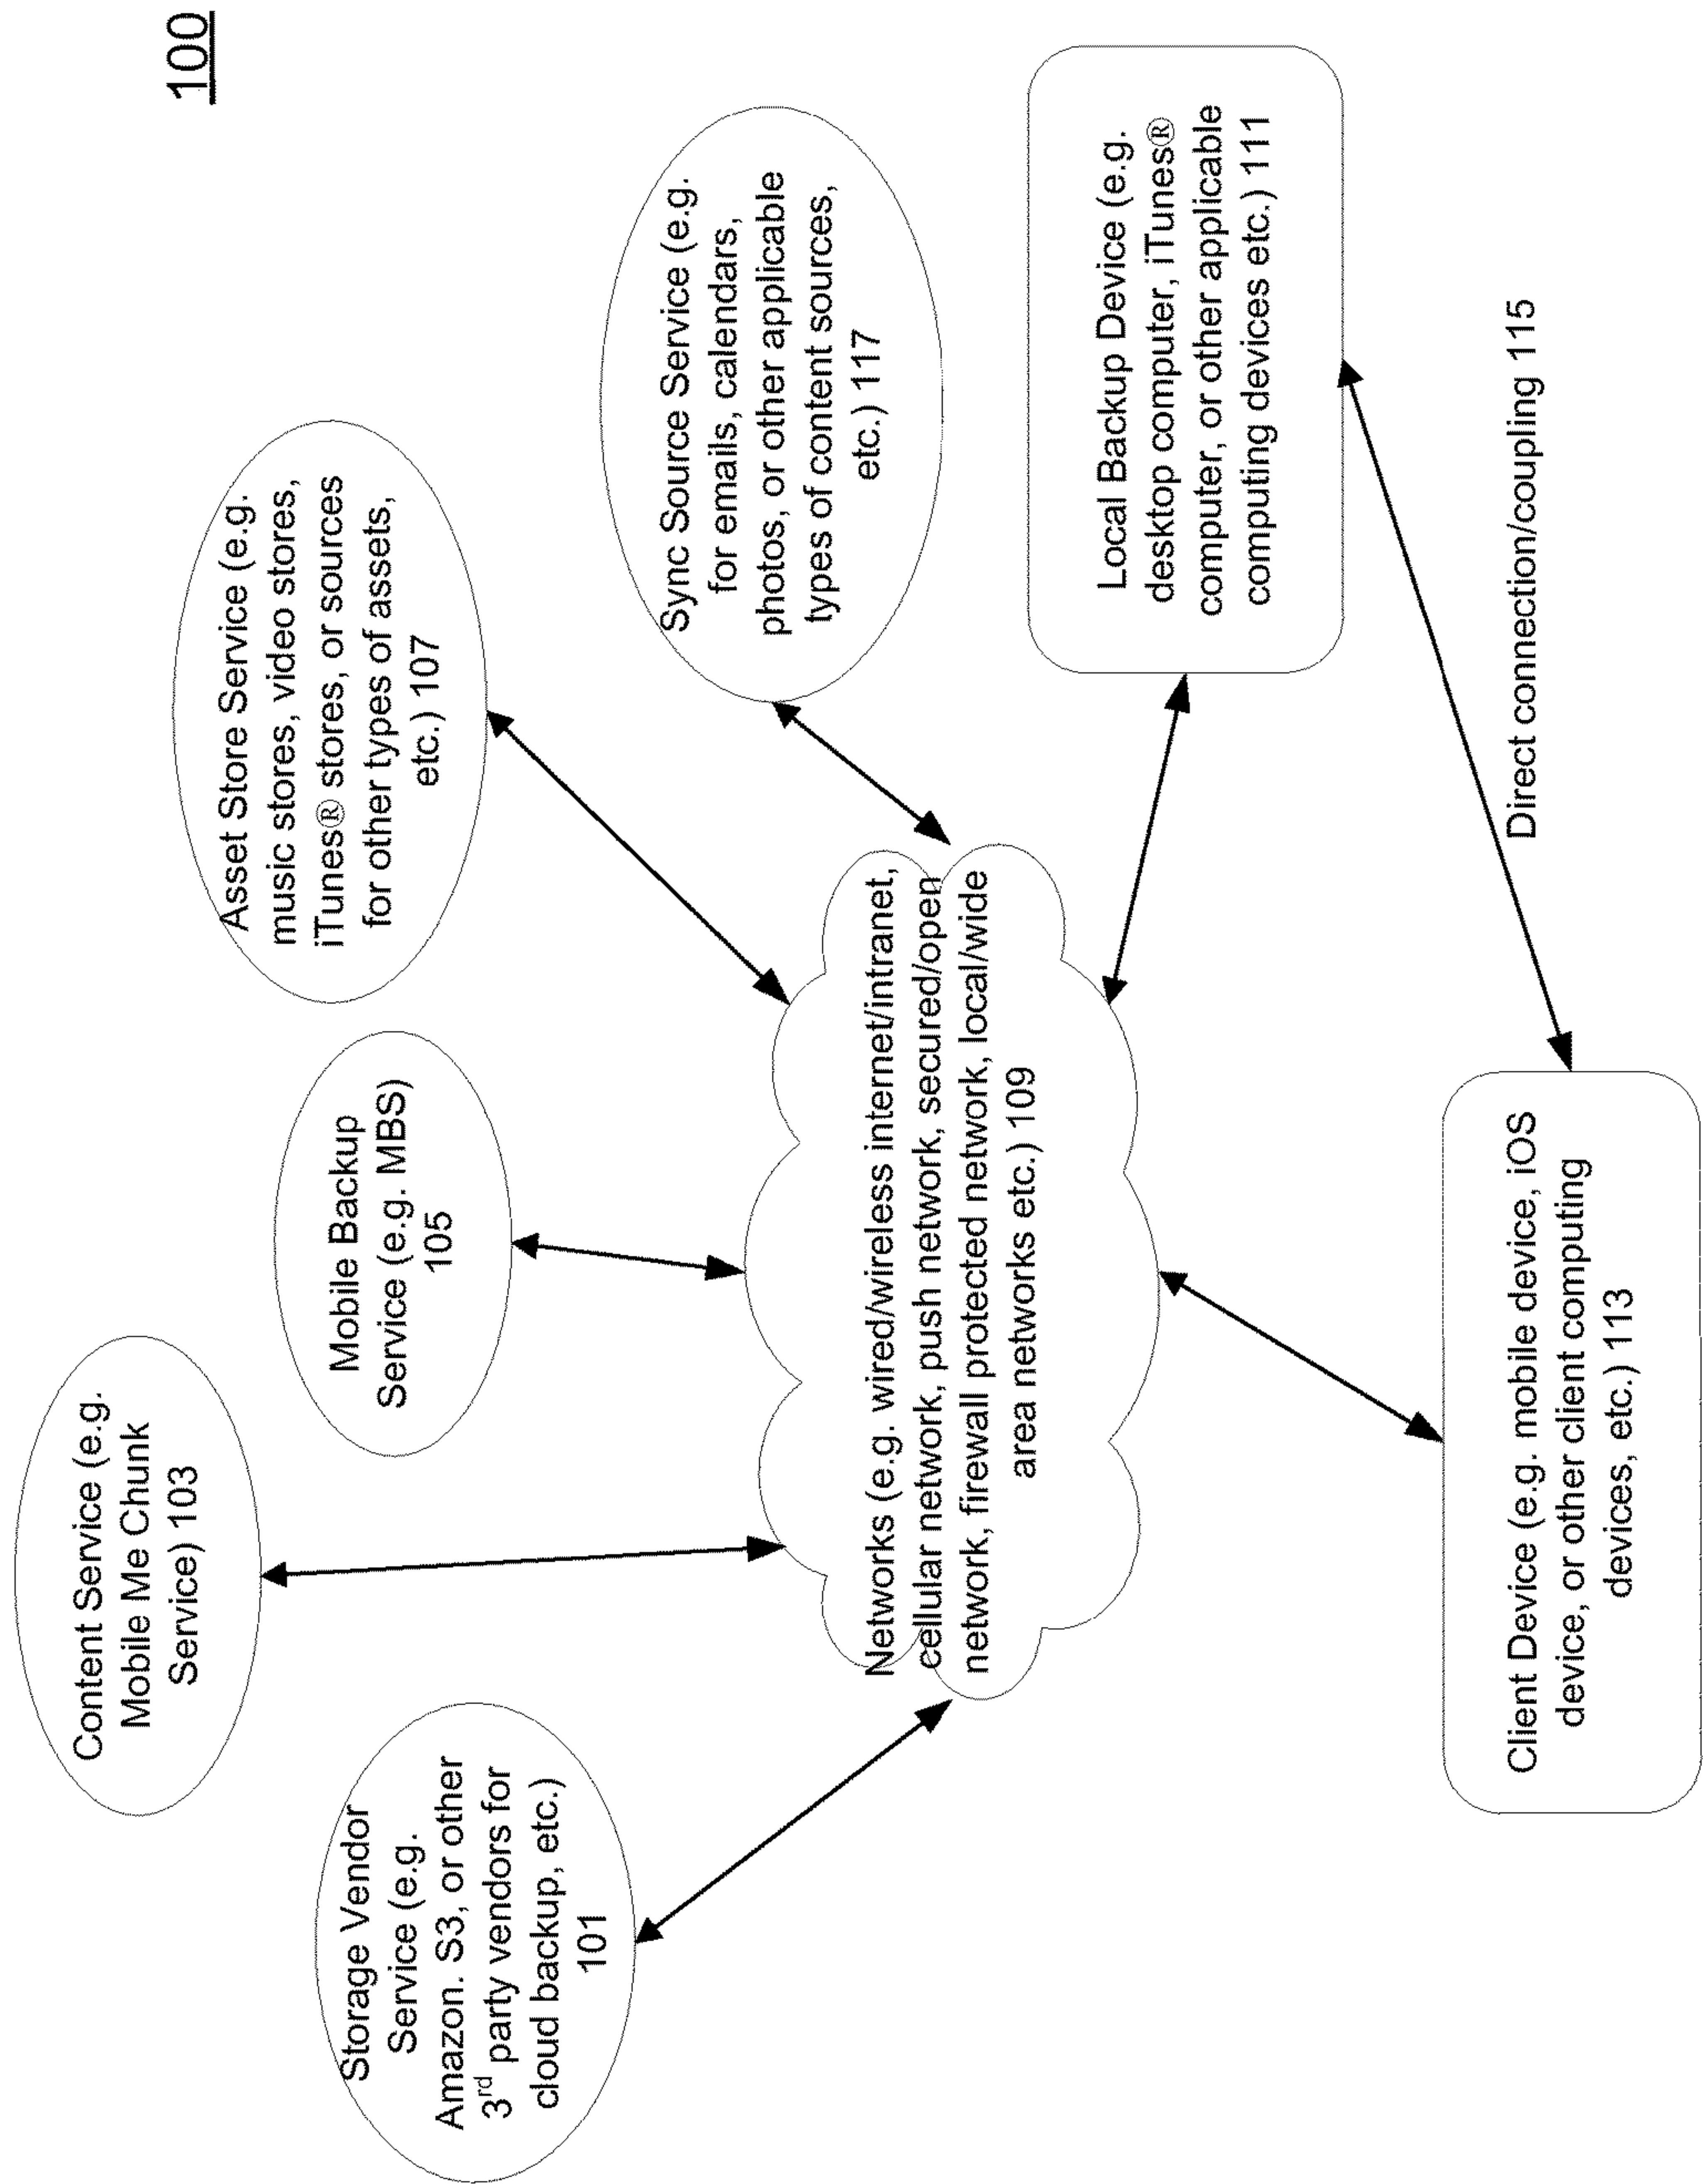 100
Content Service (e.g.
Mobile Me Chunk
Service) 103
Storage Vendor
Service (e.g.
Amazon. S3, or other
3rd party vendors for
cloud backup, etc.)
101
Mobile Backup
Service (e.g. MBS)
105
Asset Store Service (e.g.
music stores, video stores,
iTunes® stores, or sources
for other types of assets,
etc.) 107
Sync Source Service (e.g.
for emails, calendars,
photos, or other applicable
types of content sources,
etc.) 117
Networks (e.g. wired/wireless internet/intranet,
cellular network, push network, secured/open
network, firewall protected network, local/wide
area networks etc.) 109
Local Backup Device (e.g.
desktop computer, iTunes®
computer, or other applicable
computing devices etc.) 111
Direct connection/coupling 115
Client Device (e.g. mobile device, iOS
device, or other client computing
devices, etc.) 113